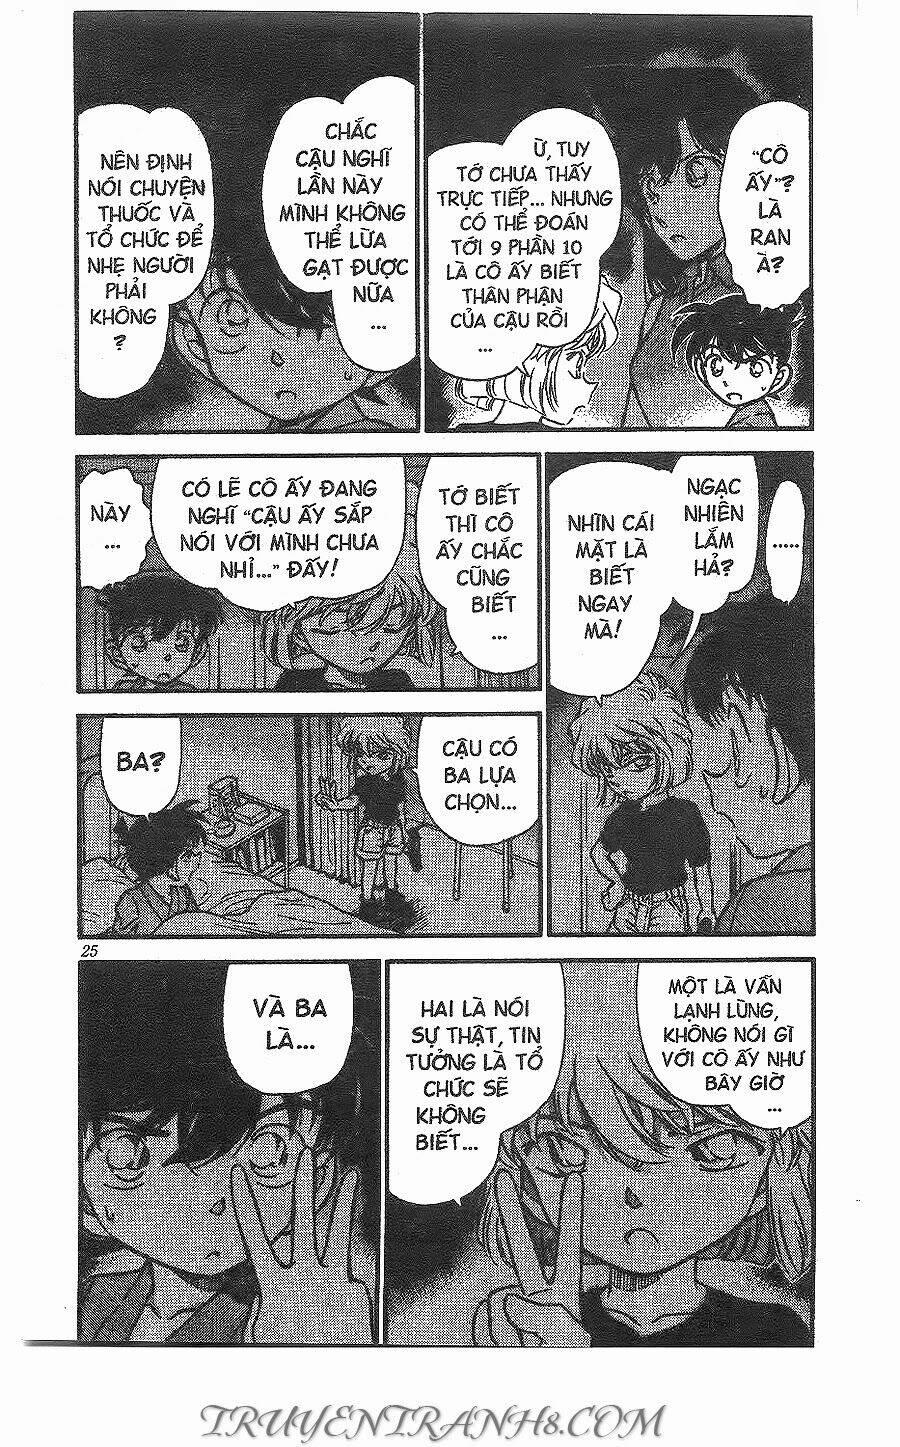 "CÔ
ẤY"?
LÀ
RAN
À?
Ừ, TUY
TỚ CHƯA THẤY
TRỰC TIẾP... NHƯNG
CÓ THỂ ĐOÁN
TỚI 9 PHẦN 10
LÀ CÔ ẤY BIẾT
THÂN PHẬN
CỦA CẬU RỒI
...
CHẮC
CẬU NGHĨ
LẦN NÀY
MÌNH KHÔNG
THỂ LỪA
GẠT ĐƯỢC
NỮA
...
NÊN ĐỊNH
NÓI CHUYỆN
THUỐC VÀ
TỔ CHỨC ĐỂ
NHẸ NGƯỜI
PHẢI
KHÔNG
?
......
NGẠC
NHIÊN
LẮM
HẢ?
NHÌN CÁI
MẶT LÀ
BIẾT
NGAY
MÀ!
TỚ BIẾT
THÌ CÔ
ẤY CHẮC
CŨNG
BIẾT
...
CÓ LẼ CÔ ẤY ĐANG
NGHĨ "CẬU ẤY SẮP
NÓI VỚI MÌNH CHƯA
NHỈ..." ĐẤY!
NÀY
...
CẬU CÓ
BA LỰA
CHỌN...
BA?
25
MỘT LÀ VẪN
LẠNH LÙNG,
KHÔNG NÓI GÌ
VỚI CÔ ẤY NHƯ
BÂY GIỜ
...
HAI LÀ NÓI
SỰ THẬT, TIN
TƯỞNG LÀ TỔ
CHỨC SẼ
KHÔNG
BIẾT...
VÀ BA
LÀ...
TRUYENTRANH8.COM